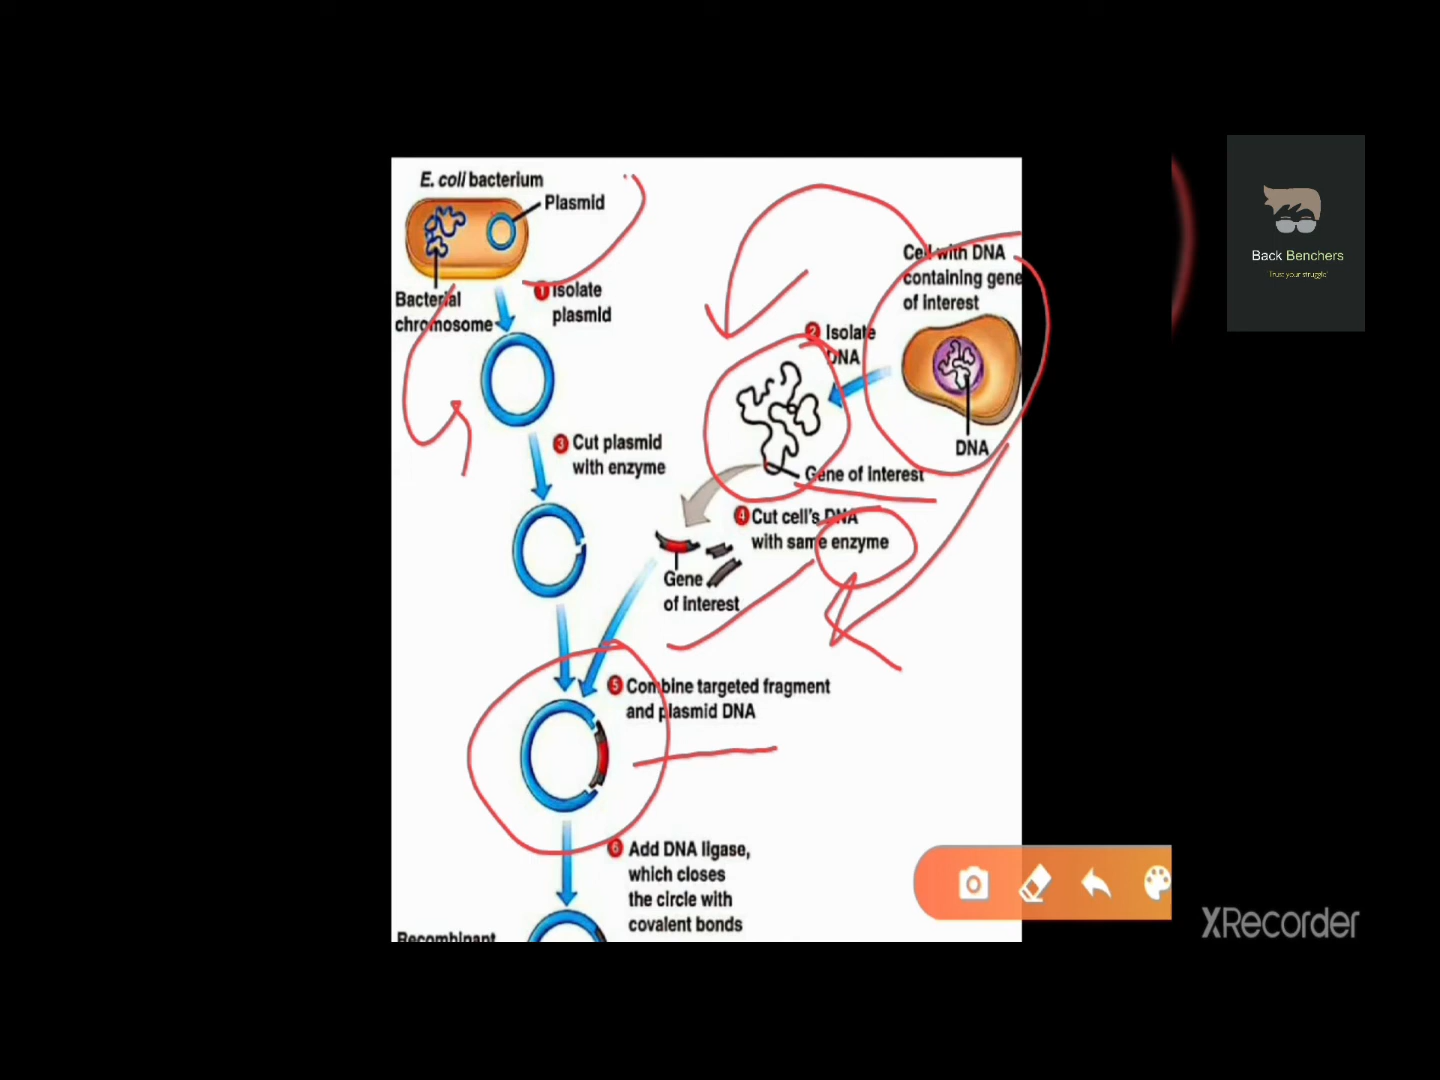 E. coli bacterium
Plasmid
Bacterial
chromosome
1 Isolate
plasmid
Cell with DNA
containing gene
of interest
2 Isolate
DNA
DNA
Gene of interest
3 Cut plasmid
with enzyme
4 Cut cell's DNA
with same enzyme
Gene
of interest
5 Combine targeted fragment
and plasmid DNA
6 Add DNA ligase,
which closes
the circle with
covalent bonds
Recombinant
Back Benchers
Trust your struggle
XRecorder